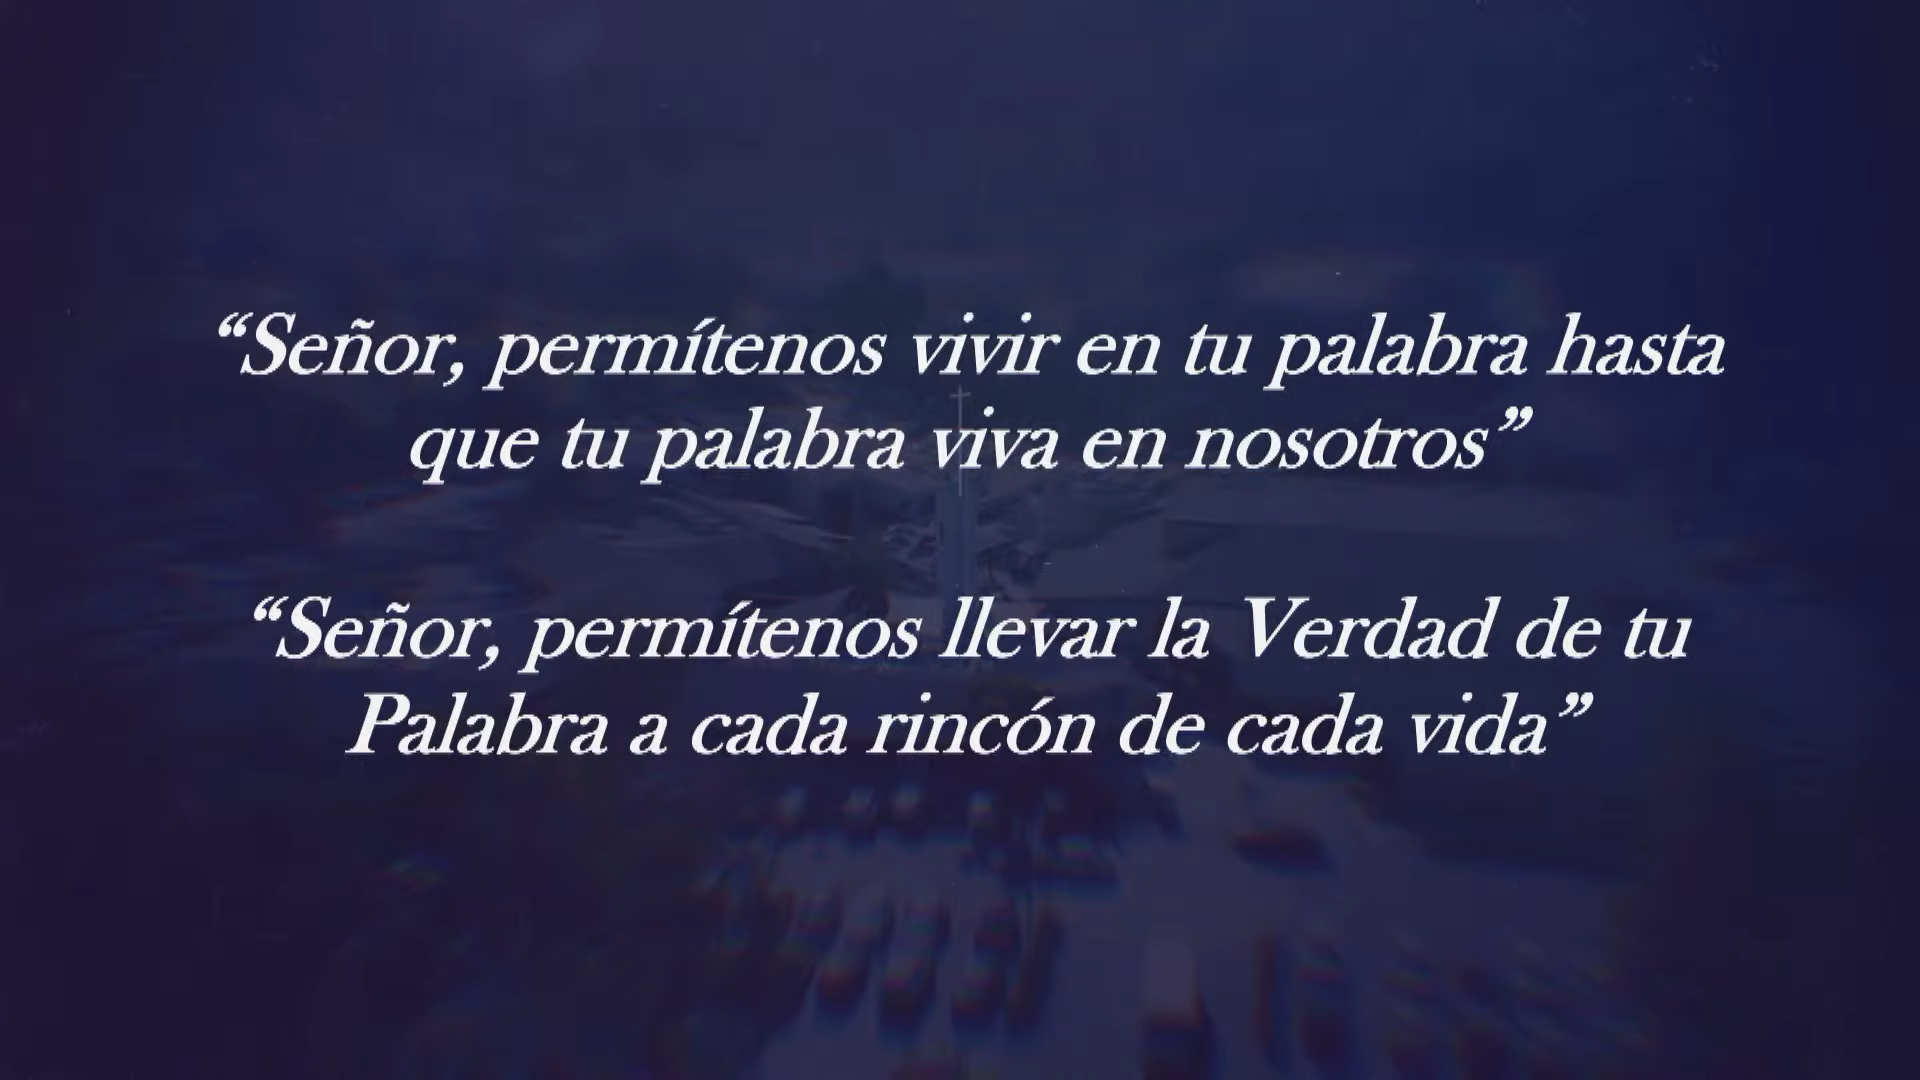 “Señor, permítenos vivir en tu palabra hasta
que tu palabra viva en nosotros”
“Señor, permítenos llevar la Verdad de tu
Palabra a cada rincón de cada vida”